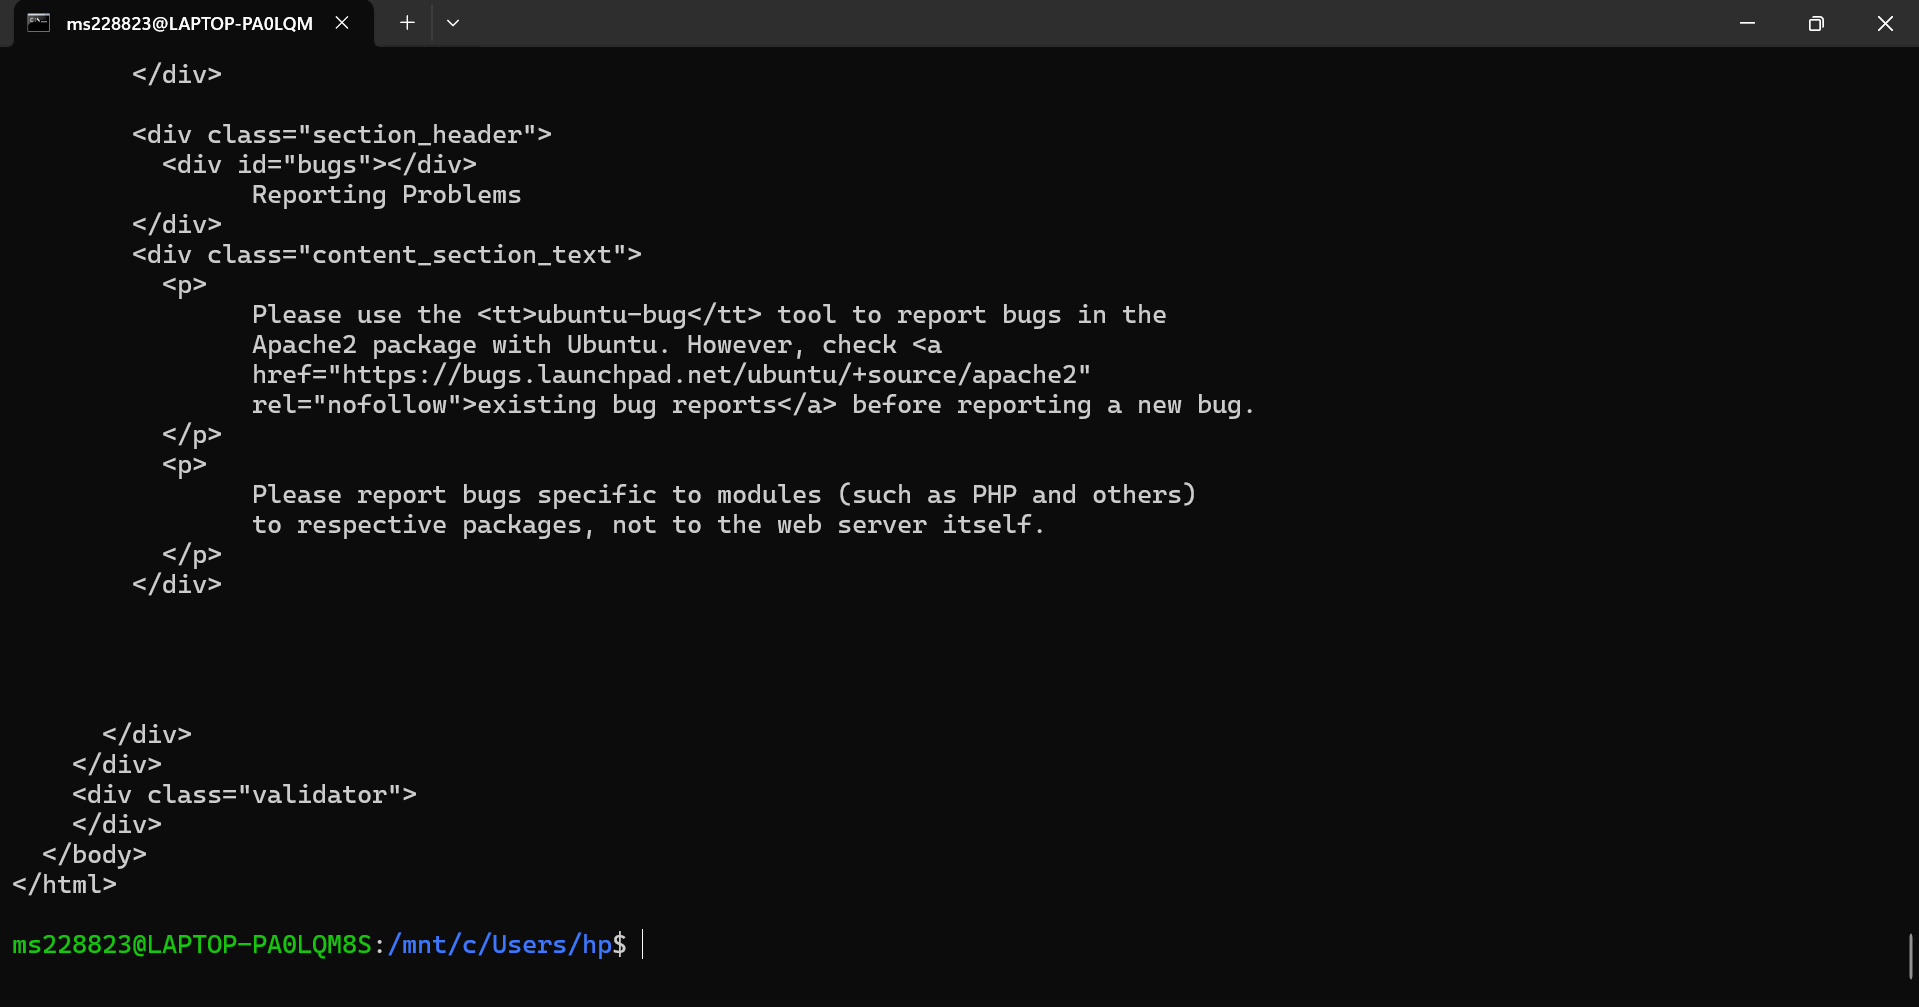 ms228823@LAPTOP-PA0LQM
</div>
<div class="section_header">
<div id="bugs"></div>
Reporting Problems
</div>
<div class="content_section_text">
<p>
Please use the <tt>ubuntu-bug</tt> tool to report bugs in the
Apache2 package with Ubuntu. However, check <a
href="https://bugs.launchpad.net/ubuntu/+source/apache2"
rel="nofollow">existing bug reports</a> before reporting a new bug.
</p>
<p>
Please report bugs specific to modules (such as PHP and others)
to respective packages, not to the web server itself.
</p>
</div>
</div>
</div>
<div class="validator">
</div>
</body>
</html>
ms228823@LAPTOP-PA0LQM8S:/mnt/c/Users/hp$